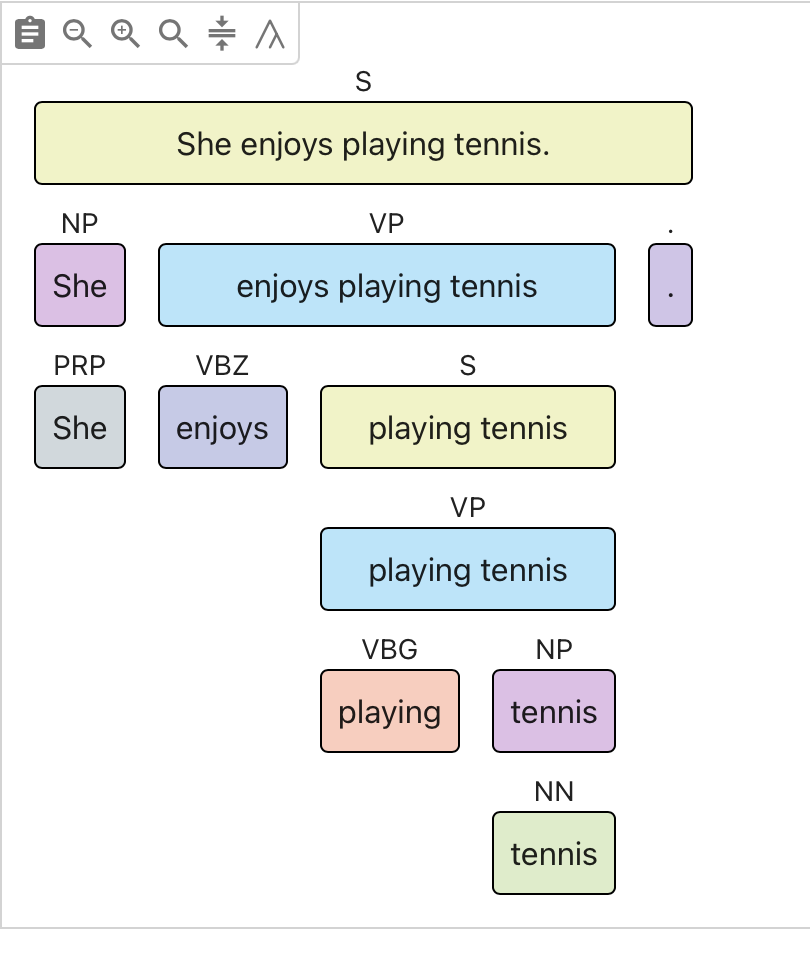 S
She enjoys playing tennis.
NP VP .
She enjoys playing tennis .
PRP VBZ S
She enjoys playing tennis
VP
playing tennis
VBG NP
playing tennis
NN
tennis